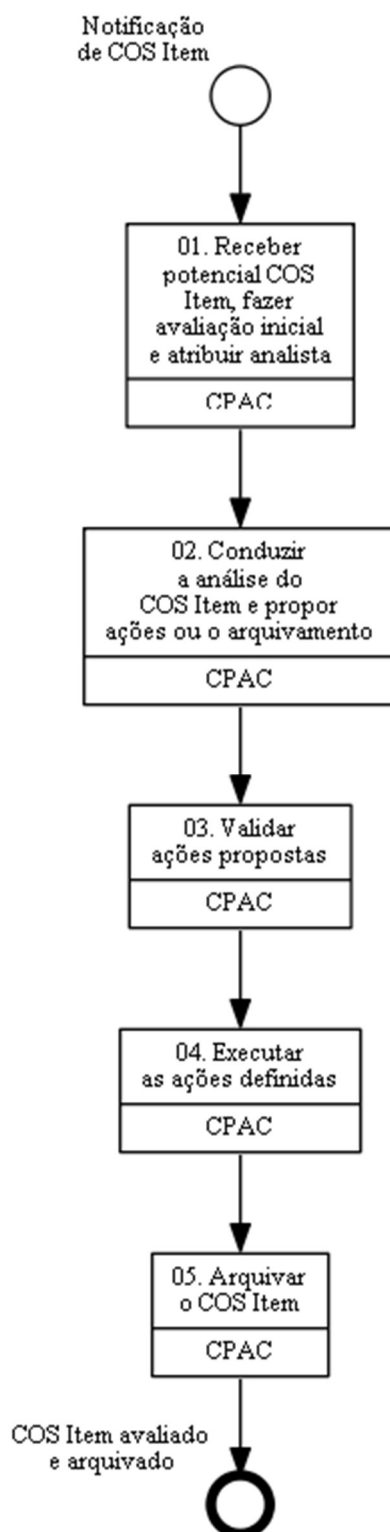 Notificação
de COS Item
01. Receber
potencial COS
Item, fazer
avaliação inicial
e atribuir analista
CPAC
02. Conduzir
a análise do
COS Item e propor
ações ou o arquivamento
CPAC
03. Validar
ações propostas
CPAC
04. Executar
as ações definidas
CPAC
05. Arquivar
o COS Item
CPAC
COS Item avaliado
e arquivado